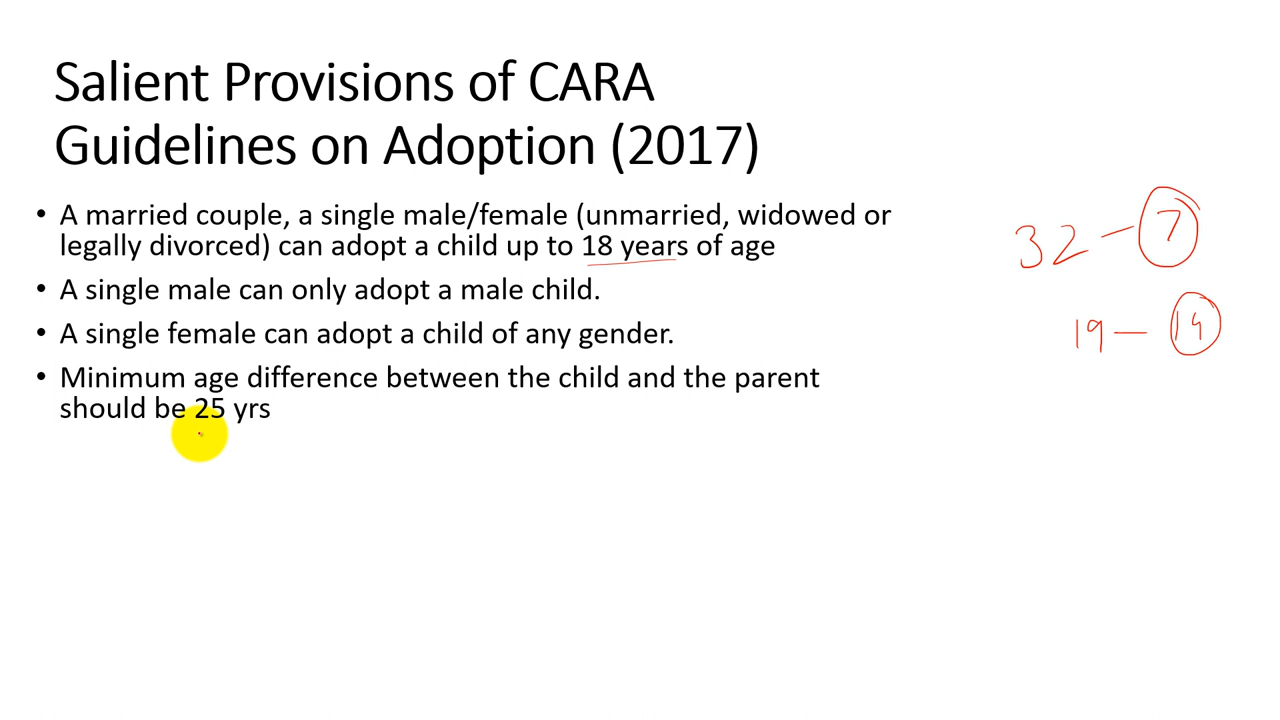 Salient Provisions of CARA
Guidelines on Adoption (2017)
• A married couple, a single male/female (unmarried, widowed or
legally divorced) can adopt a child up to 18 years of age
• A single male can only adopt a male child.
• A single female can adopt a child of any gender.
• Minimum age difference between the child and the parent
should be 25 yrs
32 — 7
19 — 14